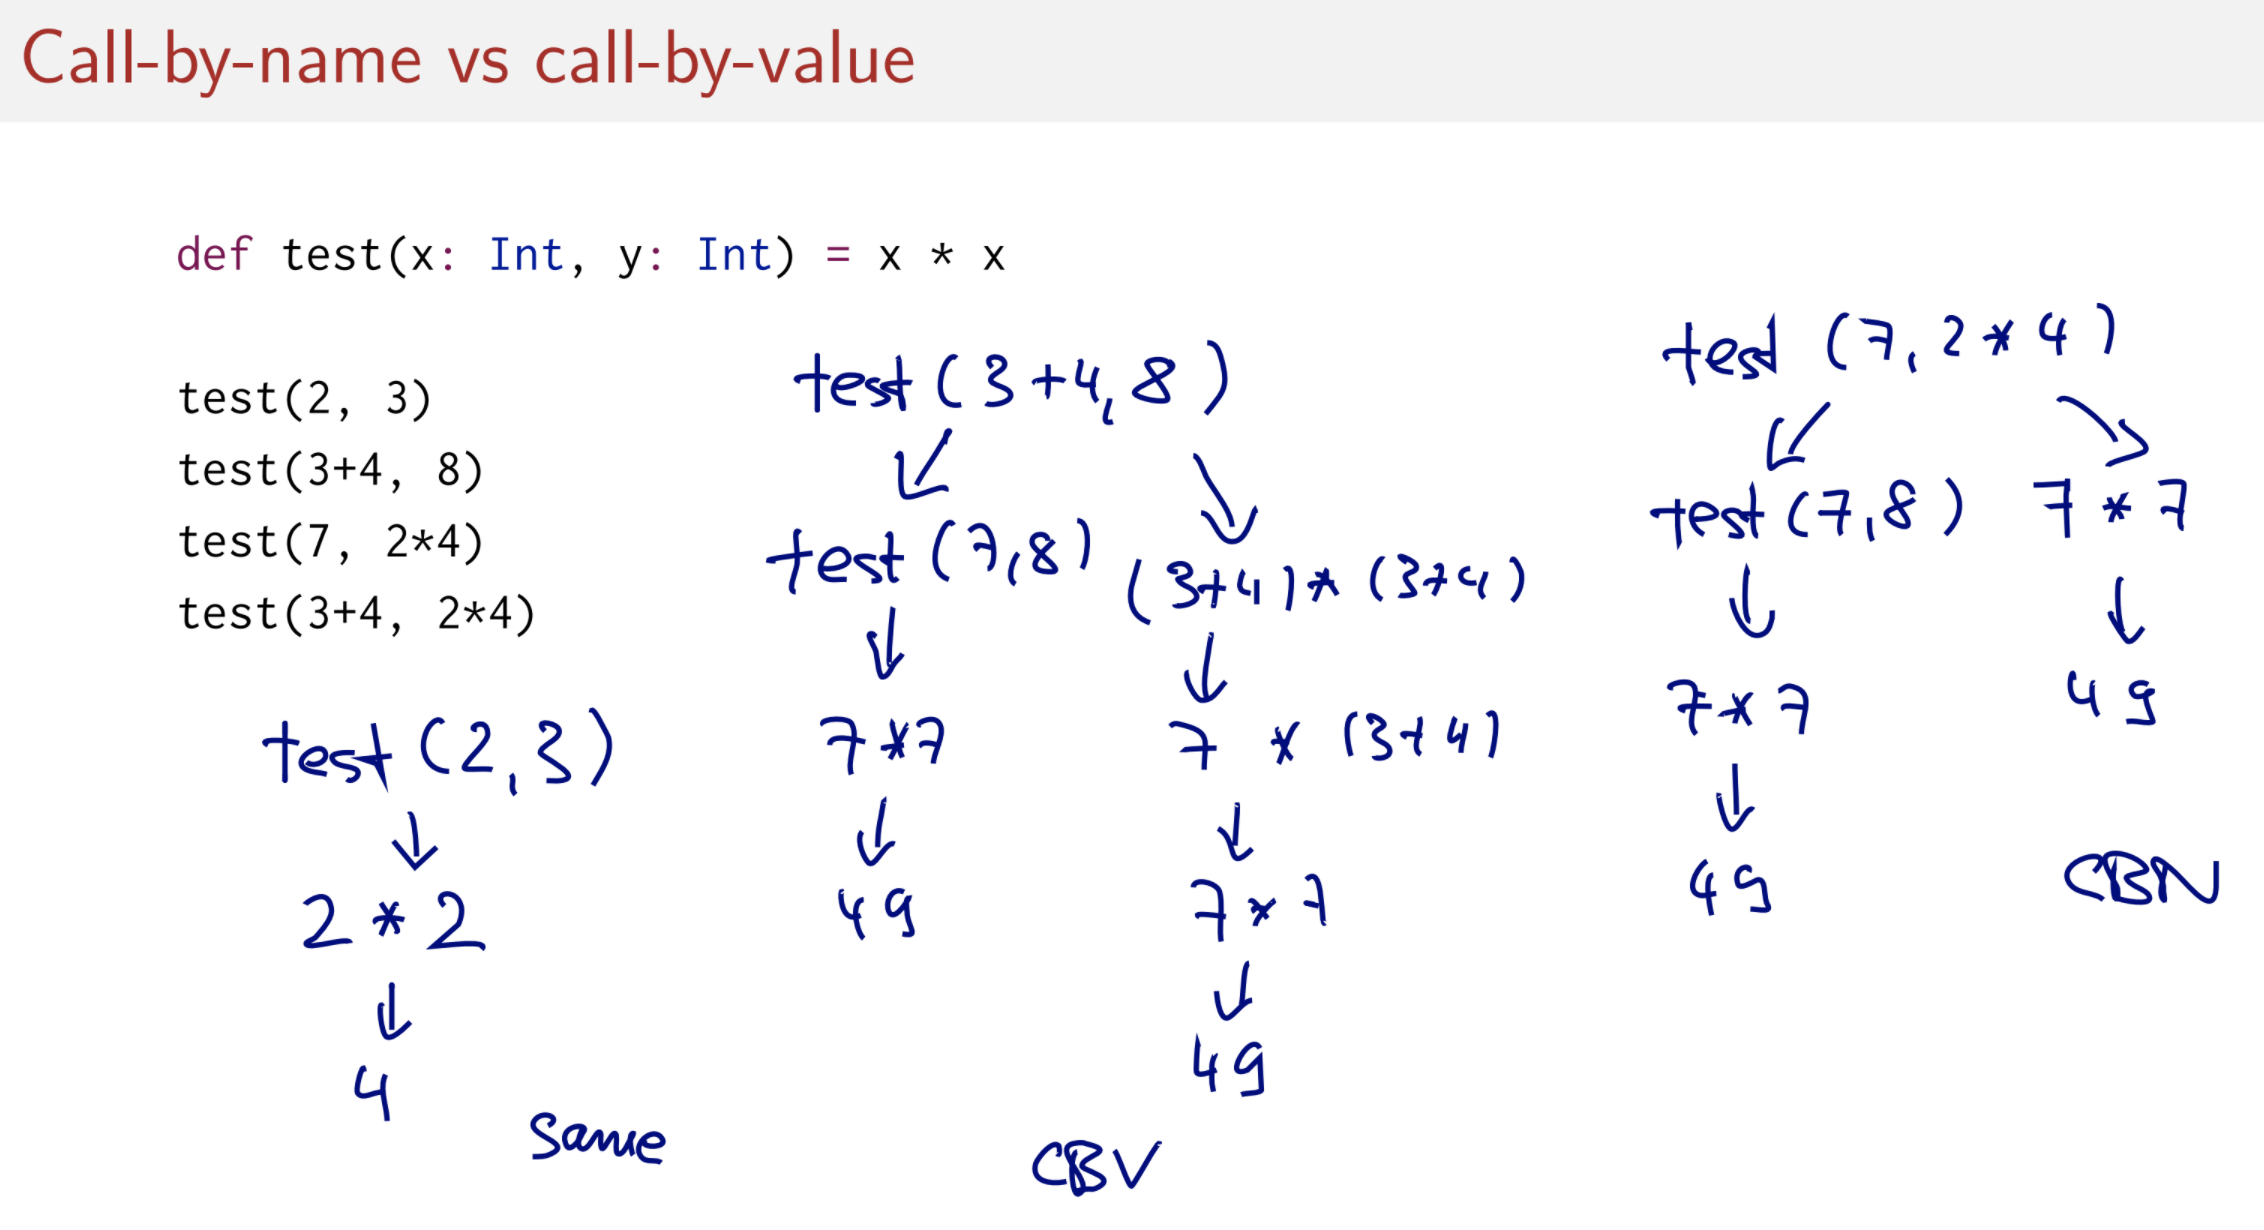 Call-by-name vs call-by-value
def test(x: Int, y: Int) = x * x
test(2, 3)
test(3+4, 8)
test(7, 2*4)
test(3+4, 2*4)
test (2,3)
2 * 2
4
same
test (3+4,8)
test (7,8)
7*7
49
(3+4) * (3+4)
7 * (3+4)
7 * 7
49
CBV
test (7, 2*4)
test (7,8)
7*7
49
7 * 7
49
CBN